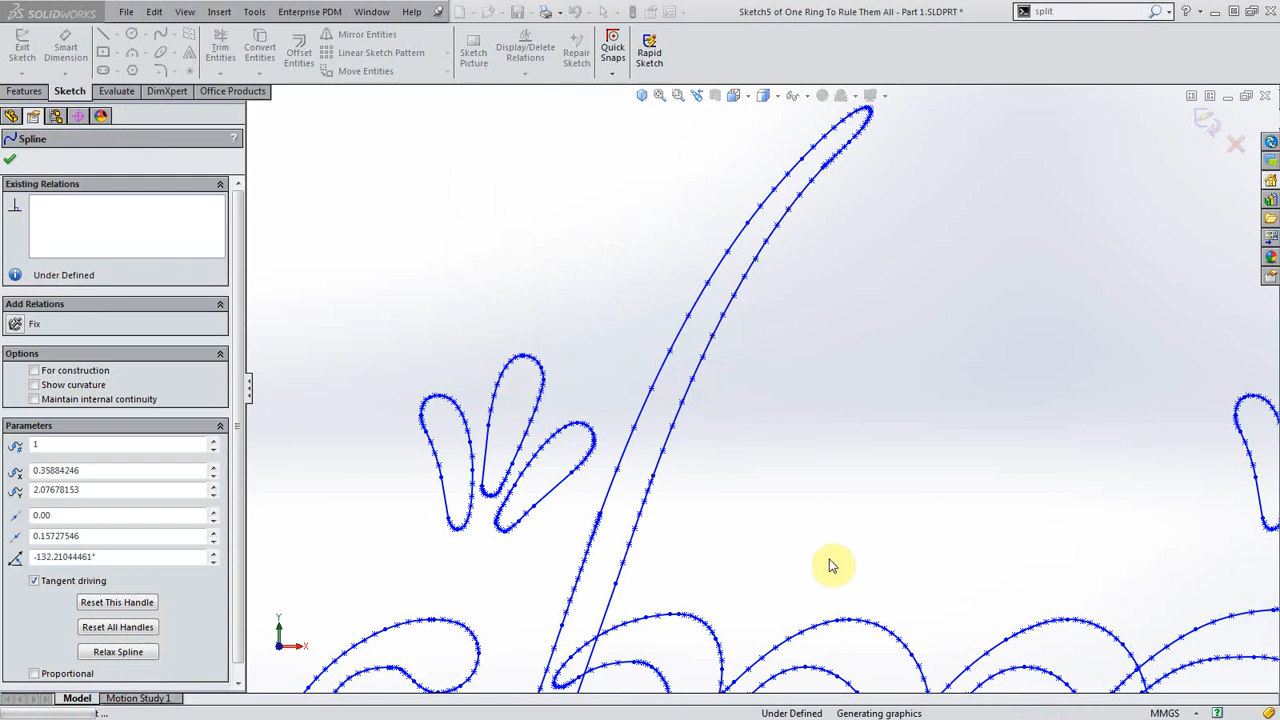 SOLIDWORKS File Edit View Insert Tools Enterprise PDM Window Help Sketch5 of One Ring To Rule Them All - Part 1.SLDPRT * split
Exit Sketch
Smart Dimension
Trim Entities
Convert Entities
Offset Entities
Mirror Entities
Linear Sketch Pattern
Move Entities
Sketch Picture
Display/Delete Relations
Repair Sketch
Quick Snaps
Rapid Sketch
Features Sketch Evaluate DimXpert Office Products
Spline ?
Existing Relations
Under Defined
Add Relations
Fix
Options
For construction
Show curvature
Maintain internal continuity
Parameters
1
0.35884246
2.07678153
0.00
0.15727546
-132.21044461°
Tangent driving
Reset This Handle
Reset All Handles
Relax Spline
Proportional
Y
X
Model Motion Study 1
... Under Defined Generating graphics MMGS